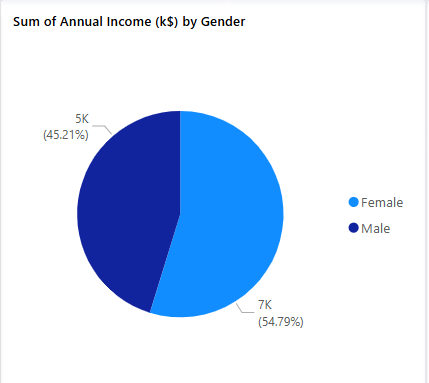 Sum of Annual Income (k$) by Gender
5K
(45.21%)
Female
Male
7K
(54.79%)